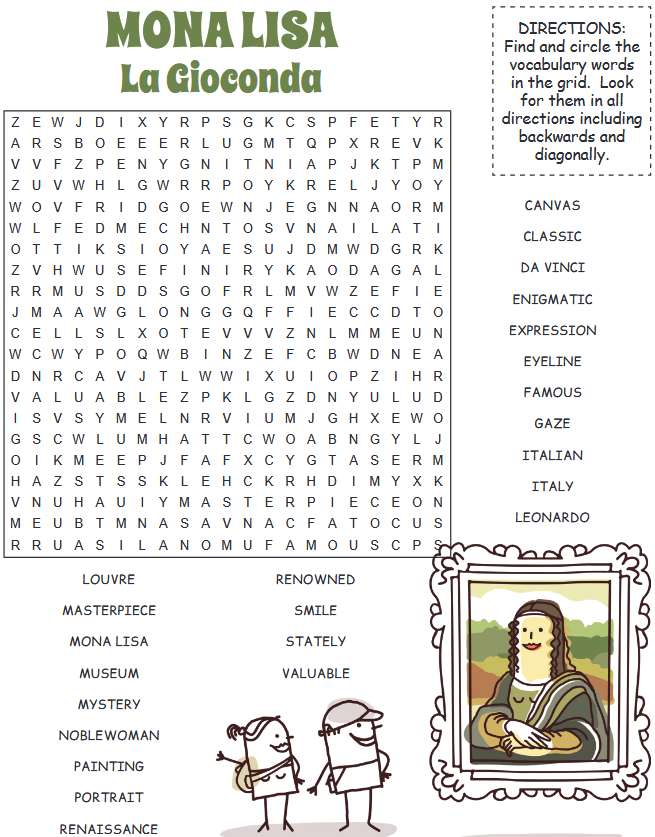 MONA LISA
La Gioconda
DIRECTIONS:
Find and circle the
vocabulary words
in the grid. Look
for them in all
directions including
backwards and
diagonally.
Z E W J D I X Y R P S G K C S P F E T Y R
A R S B O E E E R L U G M T Q P X R E V K
V V F Z P E N Y G N I T N I A P J K T P M
Z U V W H L G W R R P O Y K R E L J Y O Y
W O V F R I D G O E W N J E G N N A O R M
W L F E D M E C H N T O S V N A I L A T I
O T T I K S I O Y A E S U J D M W D G R K
Z V H W U S E F I N I R Y K A O D A G A L
R R M U S D D S G O F R L M V W Z E F I E
J M A A W G L O N G G Q F F I E C C D T O
C E L L S L X O T E V V V Z N L M M E U N
W C W Y P O Q W B I N Z E F C B W D N E A
D N R C A V J T L W W I X U I O P Z I H R
V A L U A B L E Z P K L G Z D N Y U L U D
I S V S Y M E L N R V I U M J G H X E W O
G S C W L U M H A T T C W O A B N G Y L J
O I K M E E P J F A F X C Y G T A S E R M
H A Z S T S S K L E H C K R H D I M Y X K
V N U H A U I Y M A S T E R P I E C E O N
M E U B T M N A S A V N A C F A T O C U S
R R U A S I L A N O M U F A M O U S C P S
CANVAS
CLASSIC
DA VINCI
ENIGMATIC
EXPRESSION
EYELINE
FAMOUS
GAZE
ITALIAN
ITALY
LEONARDO
LOUVRE
MASTERPIECE
MONA LISA
MUSEUM
MYSTERY
NOBLEWOMAN
PAINTING
PORTRAIT
RENAISSANCE
RENOWNED
SMILE
STATELY
VALUABLE